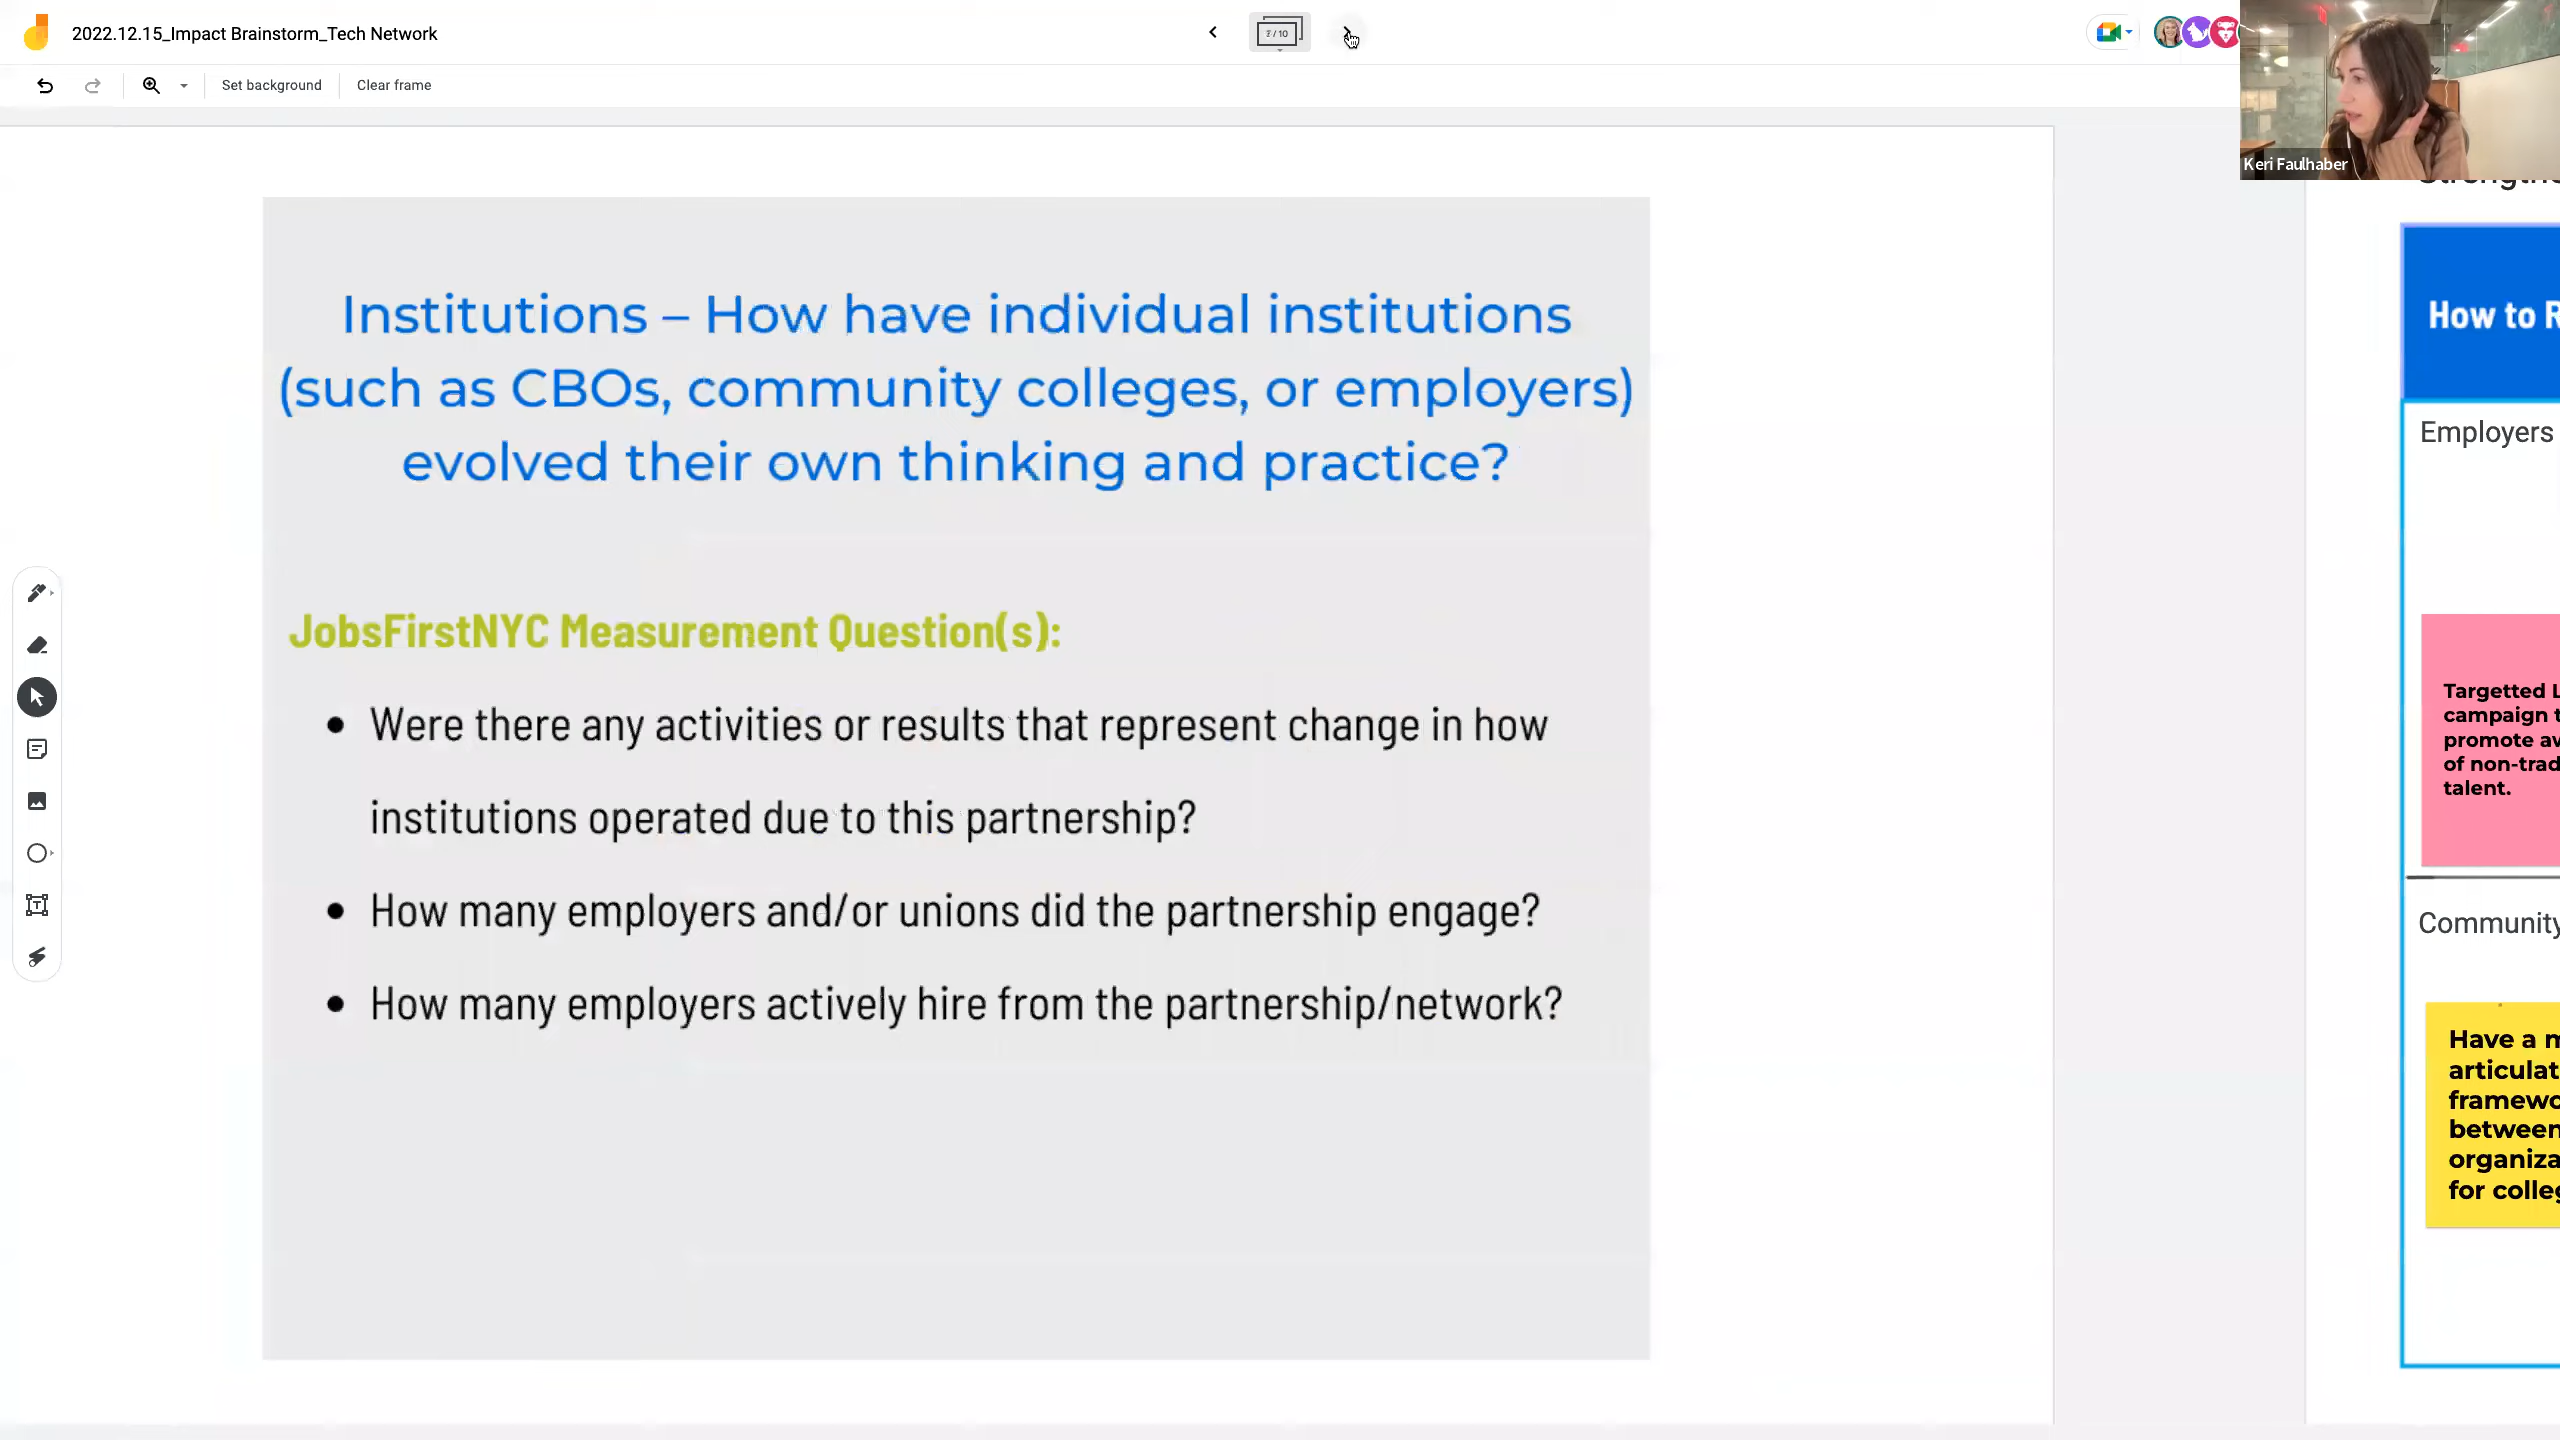 2022.12.15_Impact Brainstorm_Tech Network
7 / 10
Set background
Clear frame
Keri Faulhaber
Institutions – How have individual institutions
(such as CBOs, community colleges, or employers)
evolved their own thinking and practice?
JobsFirstNYC Measurement Question(s):
• Were there any activities or results that represent change in how
institutions operated due to this partnership?
• How many employers and/or unions did the partnership engage?
• How many employers actively hire from the partnership/network?
How to R
Employers
Targetted L
campaign t
promote av
of non-trad
talent.
Community
Have a m
articulat
framewo
between
organiza
for colleg